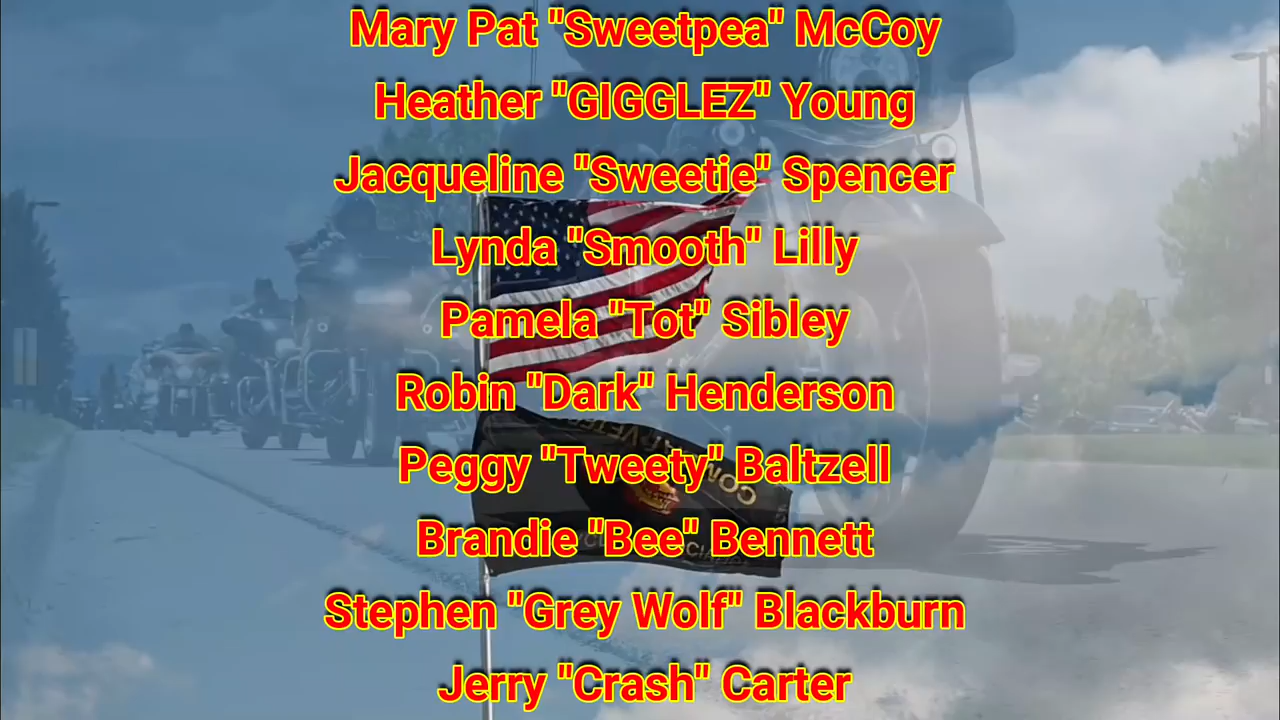 Mary Pat "Sweetpea" McCoy
Heather "GIGGLEZ" Young
Jacqueline "Sweetie" Spencer
Lynda "Smooth" Lilly
Pamela "Tot" Sibley
Robin "Dark" Henderson
Peggy "Tweety" Baltzell
Brandie "Bee" Bennett
Stephen "Grey Wolf" Blackburn
Jerry "Crash" Carter